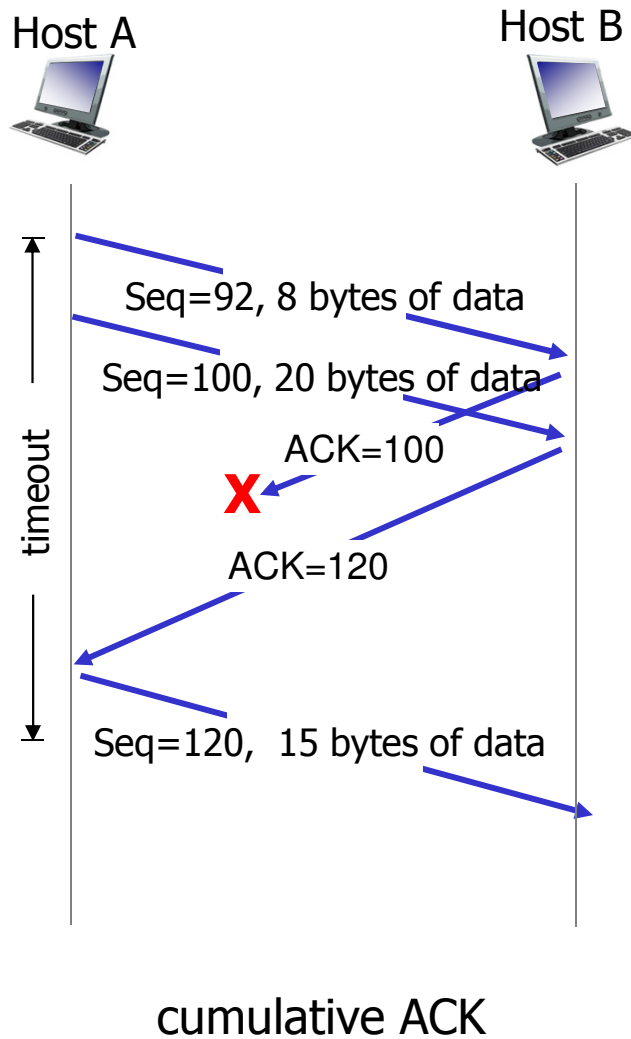 Host A
Host B
Seq=92, 8 bytes of data
Seq=100, 20 bytes of data
ACK=100
X
timeout
ACK=120
Seq=120, 15 bytes of data
cumulative ACK